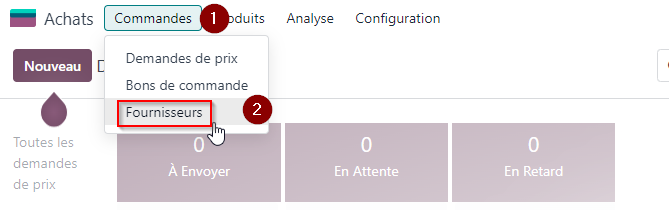 Achats Commandes 1 roduits Analyse Configuration
Nouveau D
Demandes de prix
Bons de commande
Fournisseurs 2
Toutes les
demandes
de prix
0 0 0
À Envoyer En Attente En Retard